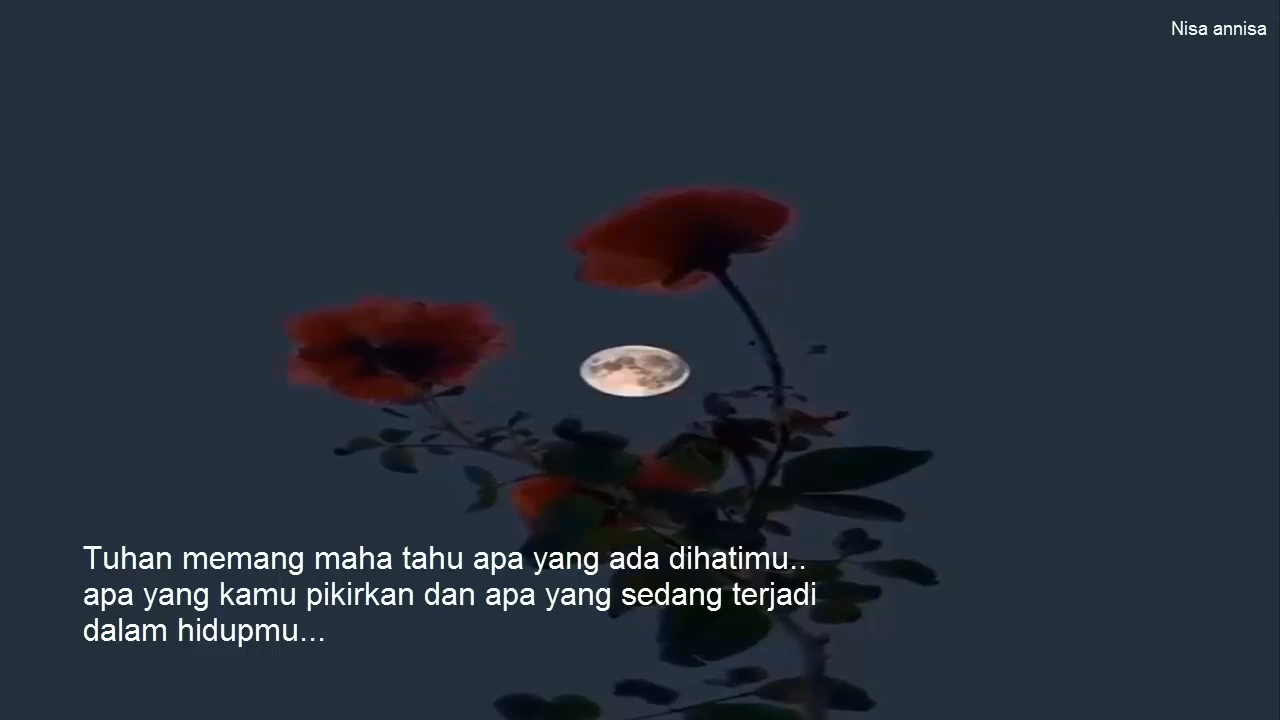 Nisa annisa
Tuhan memang maha tahu apa yang ada dihatimu..
apa yang kamu pikirkan dan apa yang sedang terjadi
dalam hidupmu...